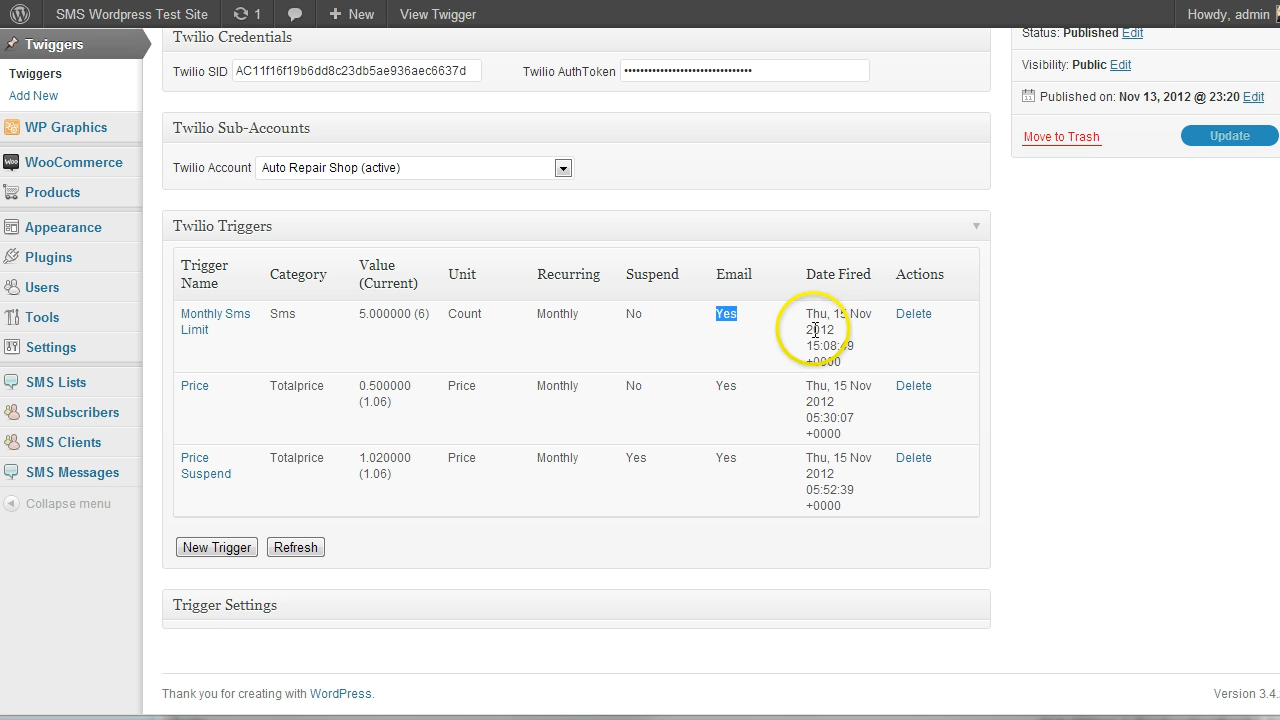 SMS Wordpress Test Site 1 New View Twigger Howdy, admin
Twiggers
Twiggers
Add New
WP Graphics
WooCommerce
Products
Appearance
Plugins
Users
Tools
Settings
SMS Lists
SMSubscribers
SMS Clients
SMS Messages
Collapse menu
Twilio Credentials
Twilio SID AC11f16f19b6dd8c23db5ae936aec6637d Twilio AuthToken ••••••••••••••••••••••••••••••••
Twilio Sub-Accounts
Twilio Account Auto Repair Shop (active)
Twilio Triggers
Trigger Name Category Value (Current) Unit Recurring Suspend Email Date Fired Actions
Monthly Sms Limit Sms 5.000000 (6) Count Monthly No Yes Thu, 15 Nov 2012 15:08:49 +0000 Delete
Price Totalprice 0.500000 (1.06) Price Monthly No Yes Thu, 15 Nov 2012 05:30:07 +0000 Delete
Price Suspend Totalprice 1.020000 (1.06) Price Monthly Yes Yes Thu, 15 Nov 2012 05:52:39 +0000 Delete
New Trigger Refresh
Trigger Settings
Status: Published Edit
Visibility: Public Edit
Published on: Nov 13, 2012 @ 23:20 Edit
Move to Trash Update
Thank you for creating with WordPress. Version 3.4.